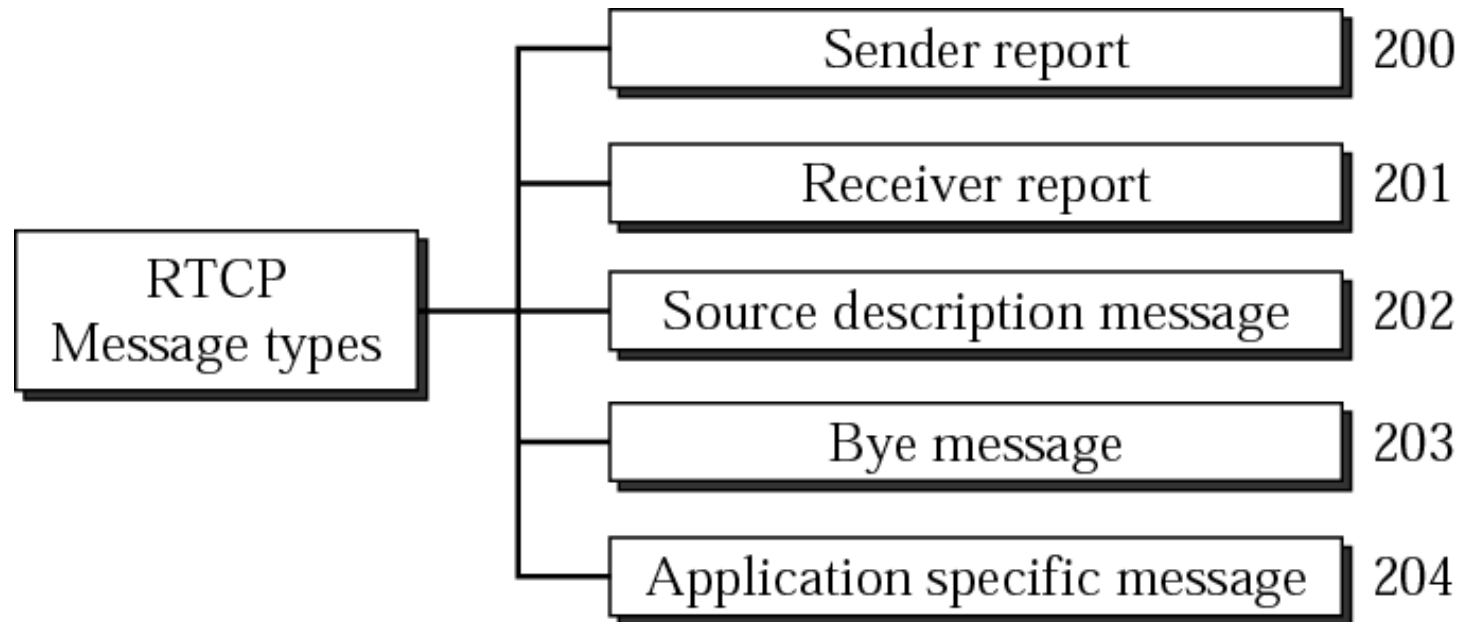 Sender report 200
Receiver report 201
RTCP
Message types
Source description message 202
Bye message 203
Application specific message 204